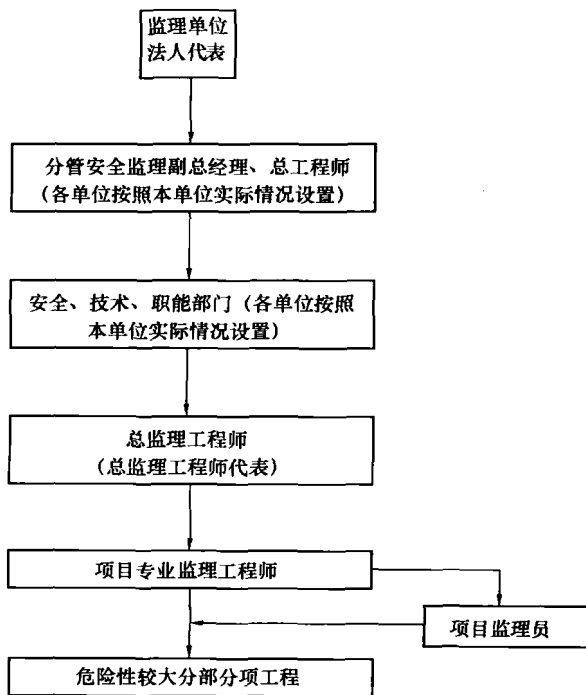 监理单位
法人代表
分管安全监理副总经理、总工程师
（各单位按照本单位实际情况设置）
安全、技术、职能部门（各单位按照
本单位实际情况设置）
总监理工程师
（总监理工程师代表）
项目专业监理工程师
项目监理员
危险性较大分部分项工程